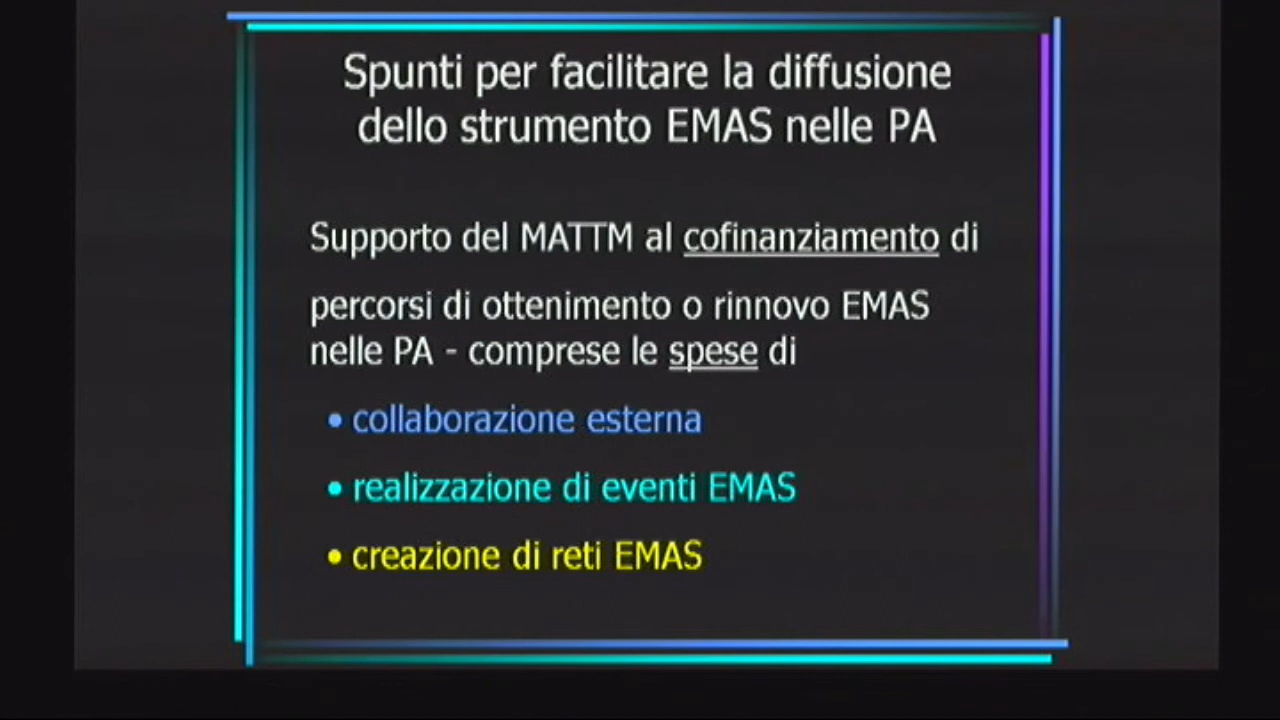 Spunti per facilitare la diffusione
dello strumento EMAS nelle PA
Supporto del MATTM al cofinanziamento di
percorsi di ottenimento o rinnovo EMAS
nelle PA - comprese le spese di
• collaborazione esterna
• realizzazione di eventi EMAS
• creazione di reti EMAS